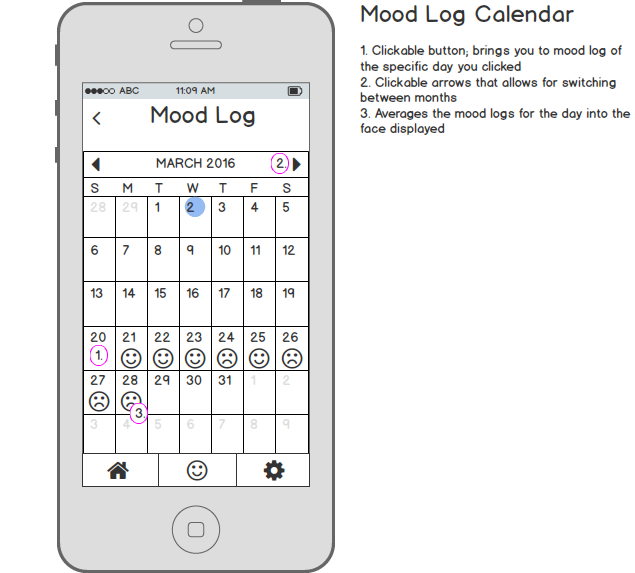 Mood Log Calendar
1. Clickable button; brings you to mood log of
the specific day you clicked
2. Clickable arrows that allows for switching
between months
3. Averages the mood logs for the day into the
face displayed
ABC 11:09 AM
Mood Log
MARCH 2016 2.
S M T W T F S
28 29 1 2 3 4 5
6 7 8 9 10 11 12
13 14 15 16 17 18 19
20 21 22 23 24 25 26
1.
27 28 29 30 31 1 2
3.
3 4 5 6 7 8 9